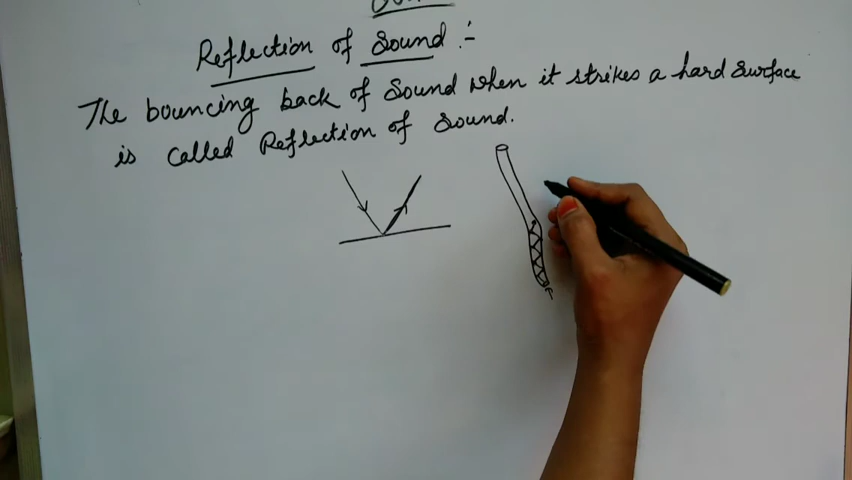 Reflection of Sound :-
The bouncing back of Sound when it strikes a hard surface
is called Reflection of Sound.